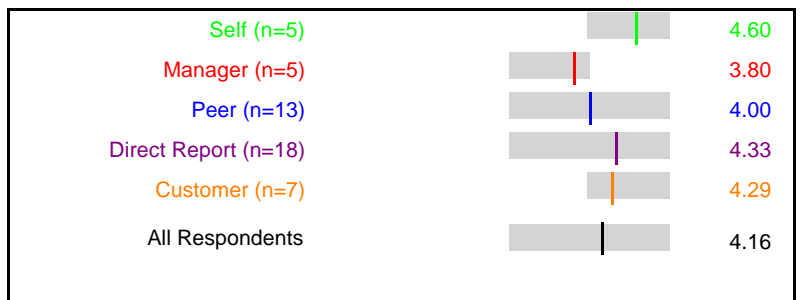 Self (n=5) 4.60
Manager (n=5) 3.80
Peer (n=13) 4.00
Direct Report (n=18) 4.33
Customer (n=7) 4.29
All Respondents 4.16